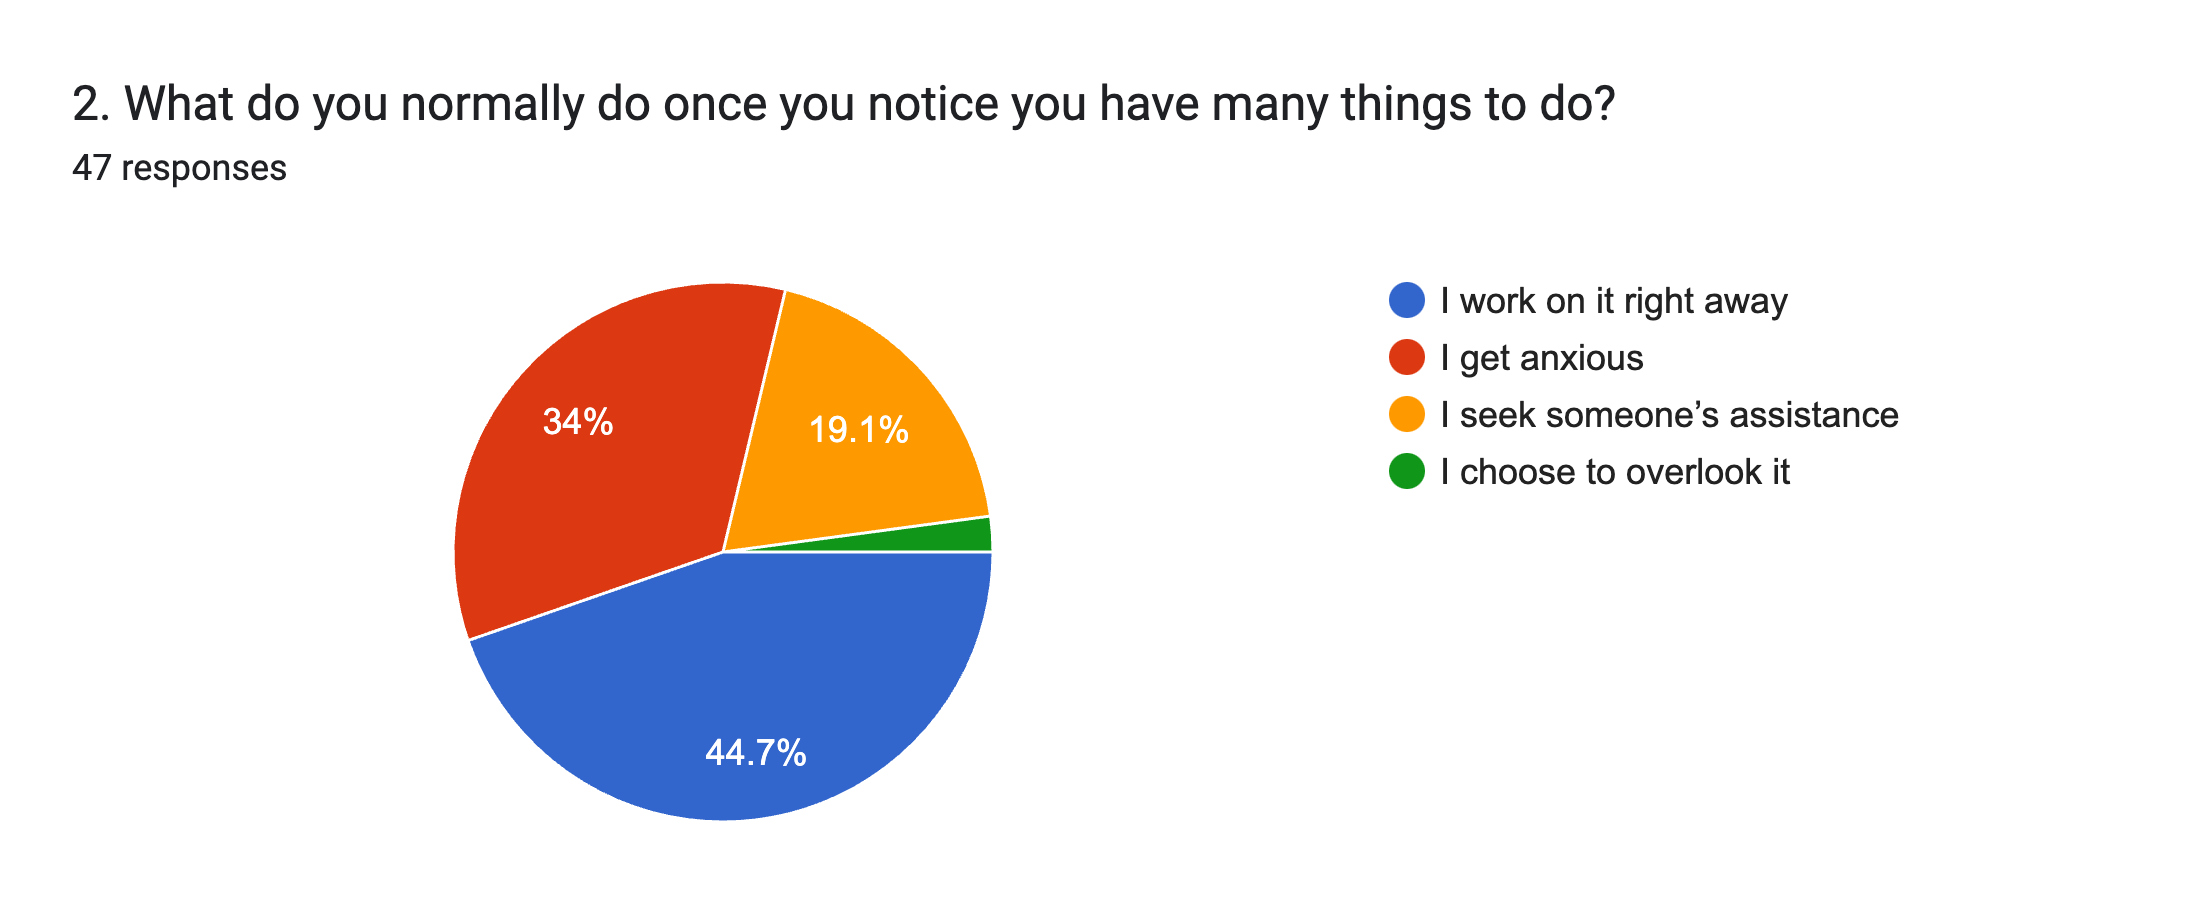 2. What do you normally do once you notice you have many things to do?
47 responses
I work on it right away
I get anxious
I seek someone’s assistance
I choose to overlook it
34%
19.1%
44.7%